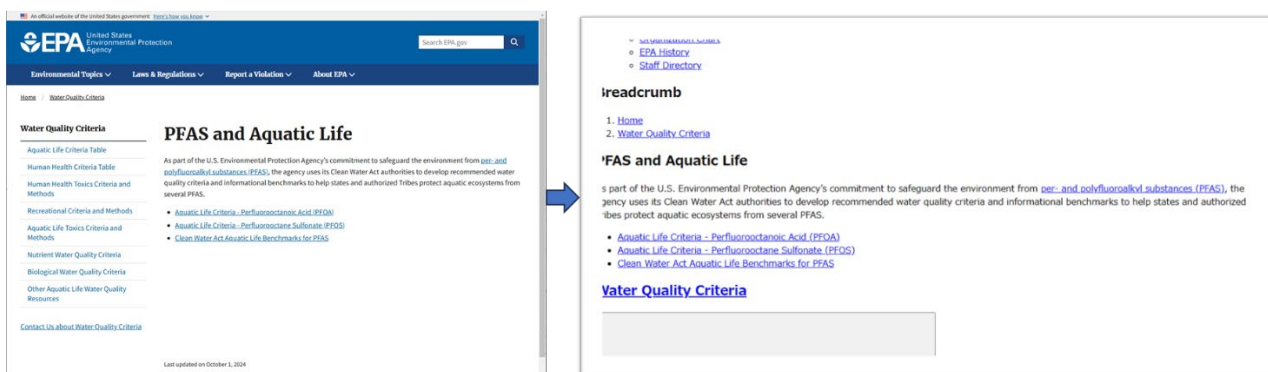 An official website of the United States government Here's how you know
EPA
United States
Environmental Protection
Agency
Search EPA.gov
Environmental Topics
Laws & Regulations
Report a Violation
About EPA
Home / Water Quality Criteria
Water Quality Criteria
Aquatic Life Criteria Table
Human Health Criteria Table
Human Health Toxics Criteria and
Methods
Recreational Criteria and Methods
Aquatic Life Toxics Criteria and
Methods
Nutrient Water Quality Criteria
Biological Water Quality Criteria
Other Aquatic Life Water Quality
Resources
Contact Us about Water Quality Criteria
PFAS and Aquatic Life
As part of the U.S. Environmental Protection Agency's commitment to safeguard the environment from per- and
polyfluoroalkyl substances (PFAS), the agency uses its Clean Water Act authorities to develop recommended water
quality criteria and informational benchmarks to help states and authorized Tribes protect aquatic ecosystems from
several PFAS.
• Aquatic Life Criteria - Perfluorooctanoic Acid (PFOA)
• Aquatic Life Criteria - Perfluorooctane Sulfonate (PFOS)
• Clean Water Act Aquatic Life Benchmarks for PFAS
Last updated on October 1, 2024
Organization Chart
EPA History
Staff Directory
readcrumb
1. Home
2. Water Quality Criteria
FAS and Aquatic Life
s part of the U.S. Environmental Protection Agency's commitment to safeguard the environment from per- and polyfluoroalkyl substances (PFAS), the
gency uses its Clean Water Act authorities to develop recommended water quality criteria and informational benchmarks to help states and authorized
ibes protect aquatic ecosystems from several PFAS.
• Aquatic Life Criteria - Perfluorooctanoic Acid (PFOA)
• Aquatic Life Criteria - Perfluorooctane Sulfonate (PFOS)
• Clean Water Act Aquatic Life Benchmarks for PFAS
Water Quality Criteria